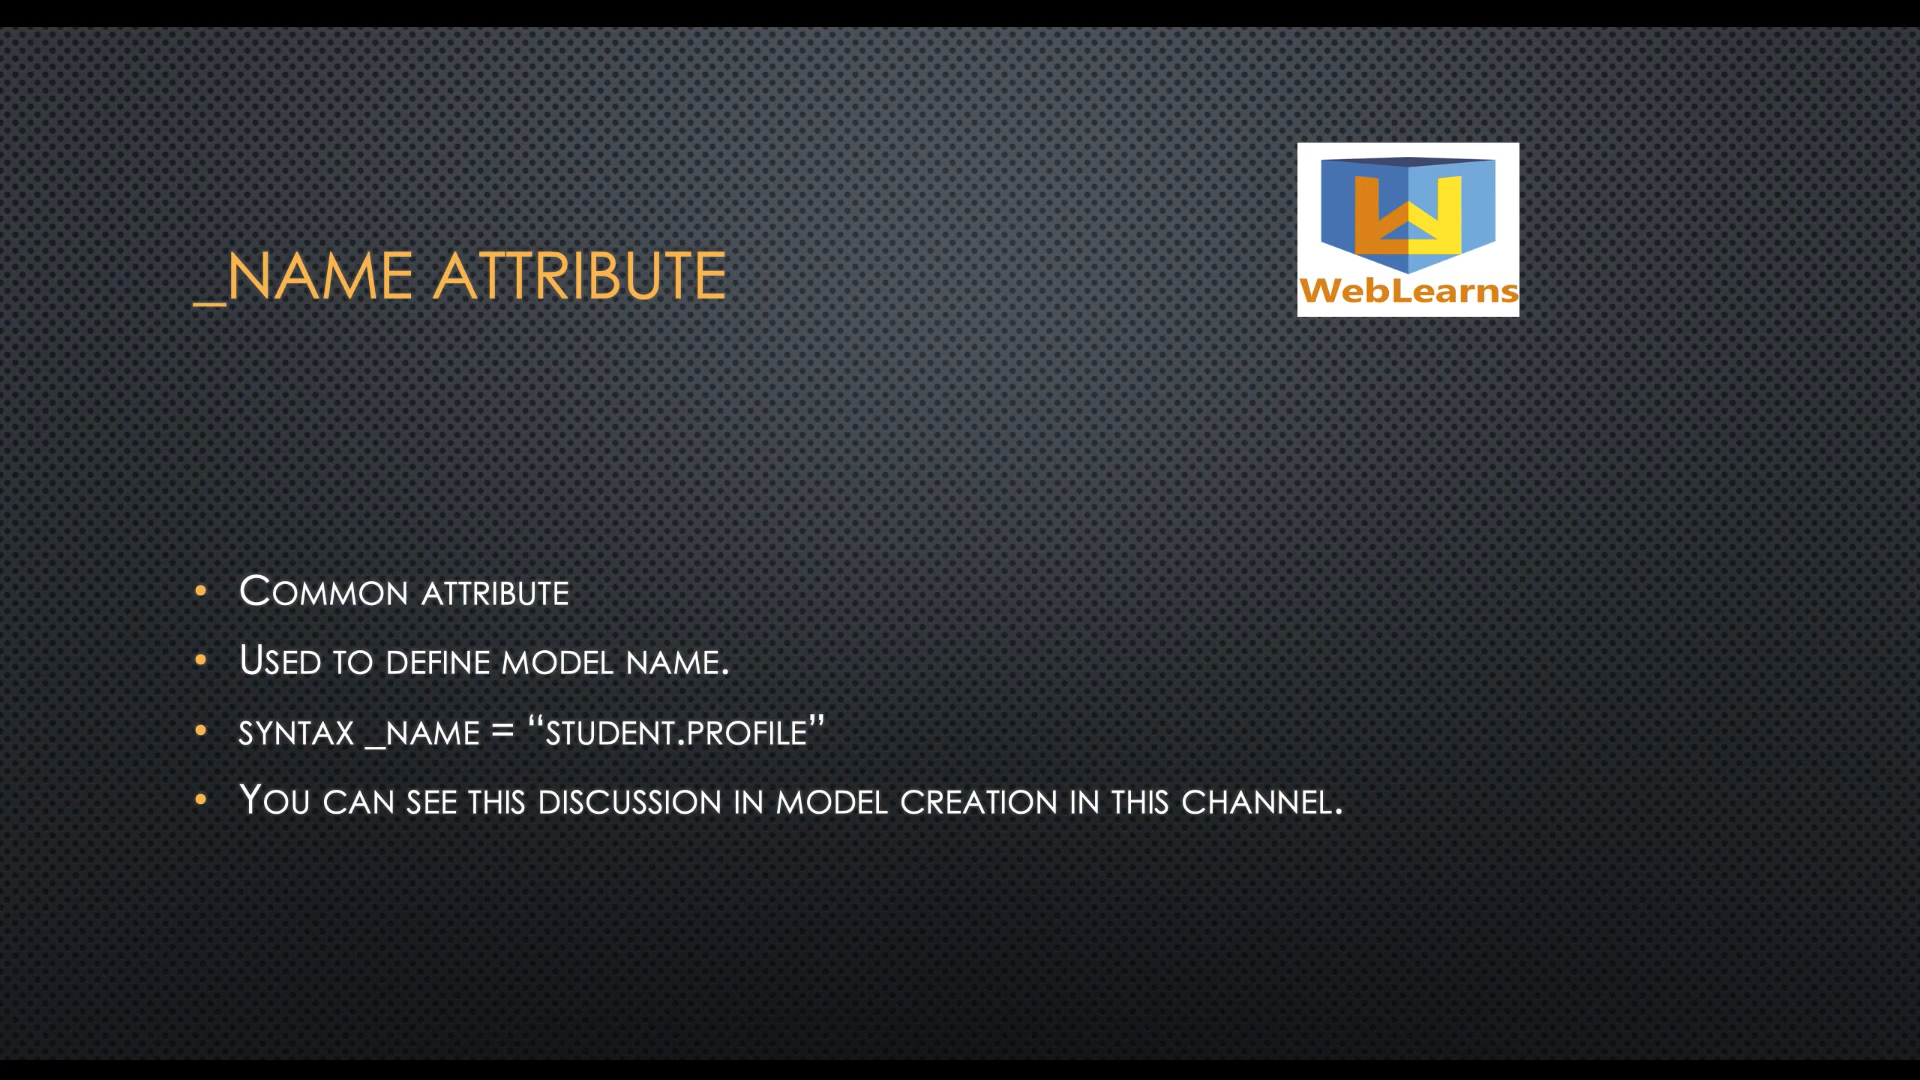 _NAME ATTRIBUTE
WebLearns
• COMMON ATTRIBUTE
• USED TO DEFINE MODEL NAME.
• SYNTAX _NAME = “STUDENT.PROFILE”
• YOU CAN SEE THIS DISCUSSION IN MODEL CREATION IN THIS CHANNEL.